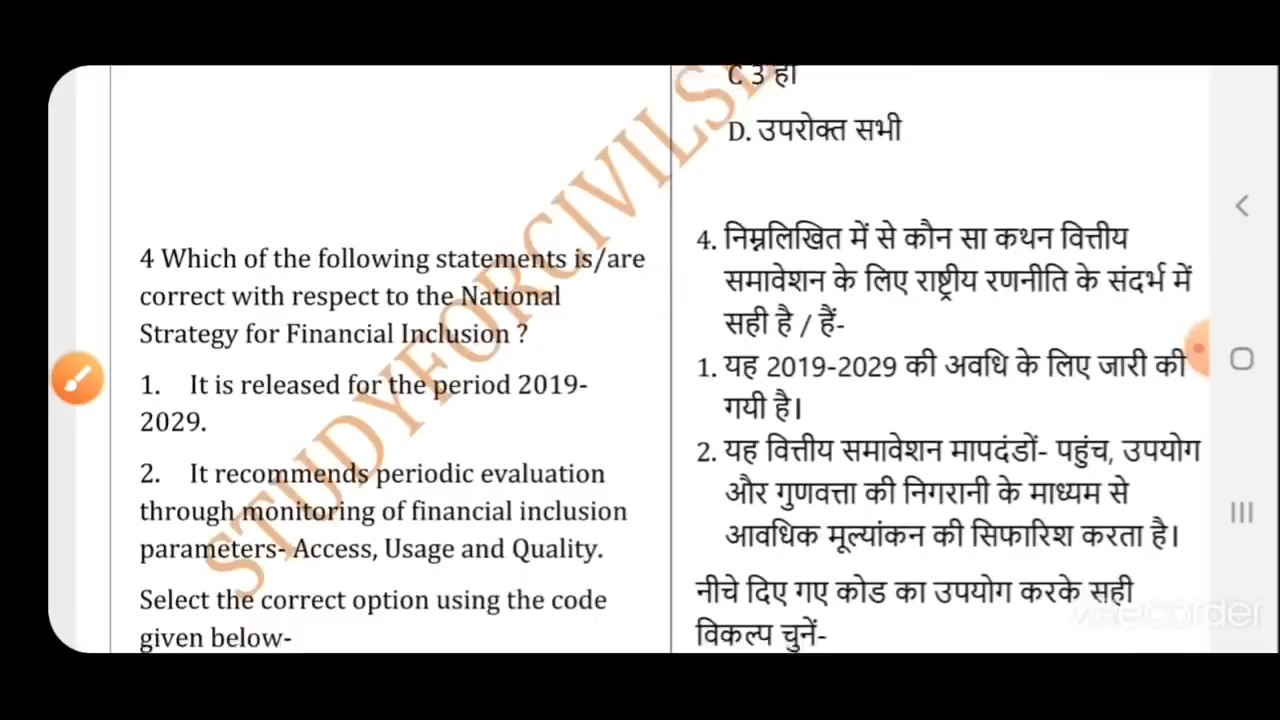 4 Which of the following statements is/are
correct with respect to the National
Strategy for Financial Inclusion ?
1. It is released for the period 2019-
2029.
2. It recommends periodic evaluation
through monitoring of financial inclusion
parameters- Access, Usage and Quality.
Select the correct option using the code
given below-
C 3 ही
D. उपरोक्त सभी
4. निम्नलिखित में से कौन सा कथन वित्तीय
समावेशन के लिए राष्ट्रीय रणनीति के संदर्भ में
सही है / हैं-
1. यह 2019-2029 की अवधि के लिए जारी की
गयी है।
2. यह वित्तीय समावेशन मापदंडों- पहुंच, उपयोग
और गुणवत्ता की निगरानी के माध्यम से
आवधिक मूल्यांकन की सिफारिश करता है।
नीचे दिए गए कोड का उपयोग करके सही
विकल्प चुनें-